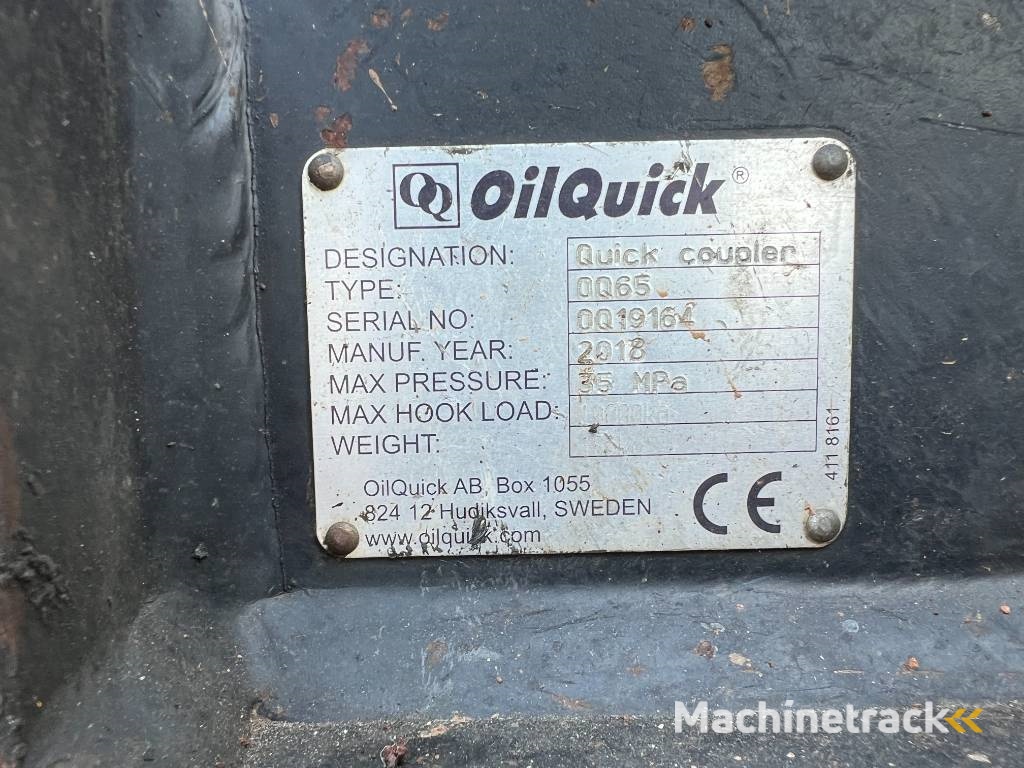 OQ OilQuick®
DESIGNATION: Quick coupler
TYPE: OQ65
SERIAL NO: OQ19164
MANUF. YEAR: 2018
MAX PRESSURE: 35 MPa
MAX HOOK LOAD:
WEIGHT:
OilQuick AB, Box 1055
824 12 Hudiksvall, SWEDEN
www.oilquick.com
CE
411 8161
Machinetrack